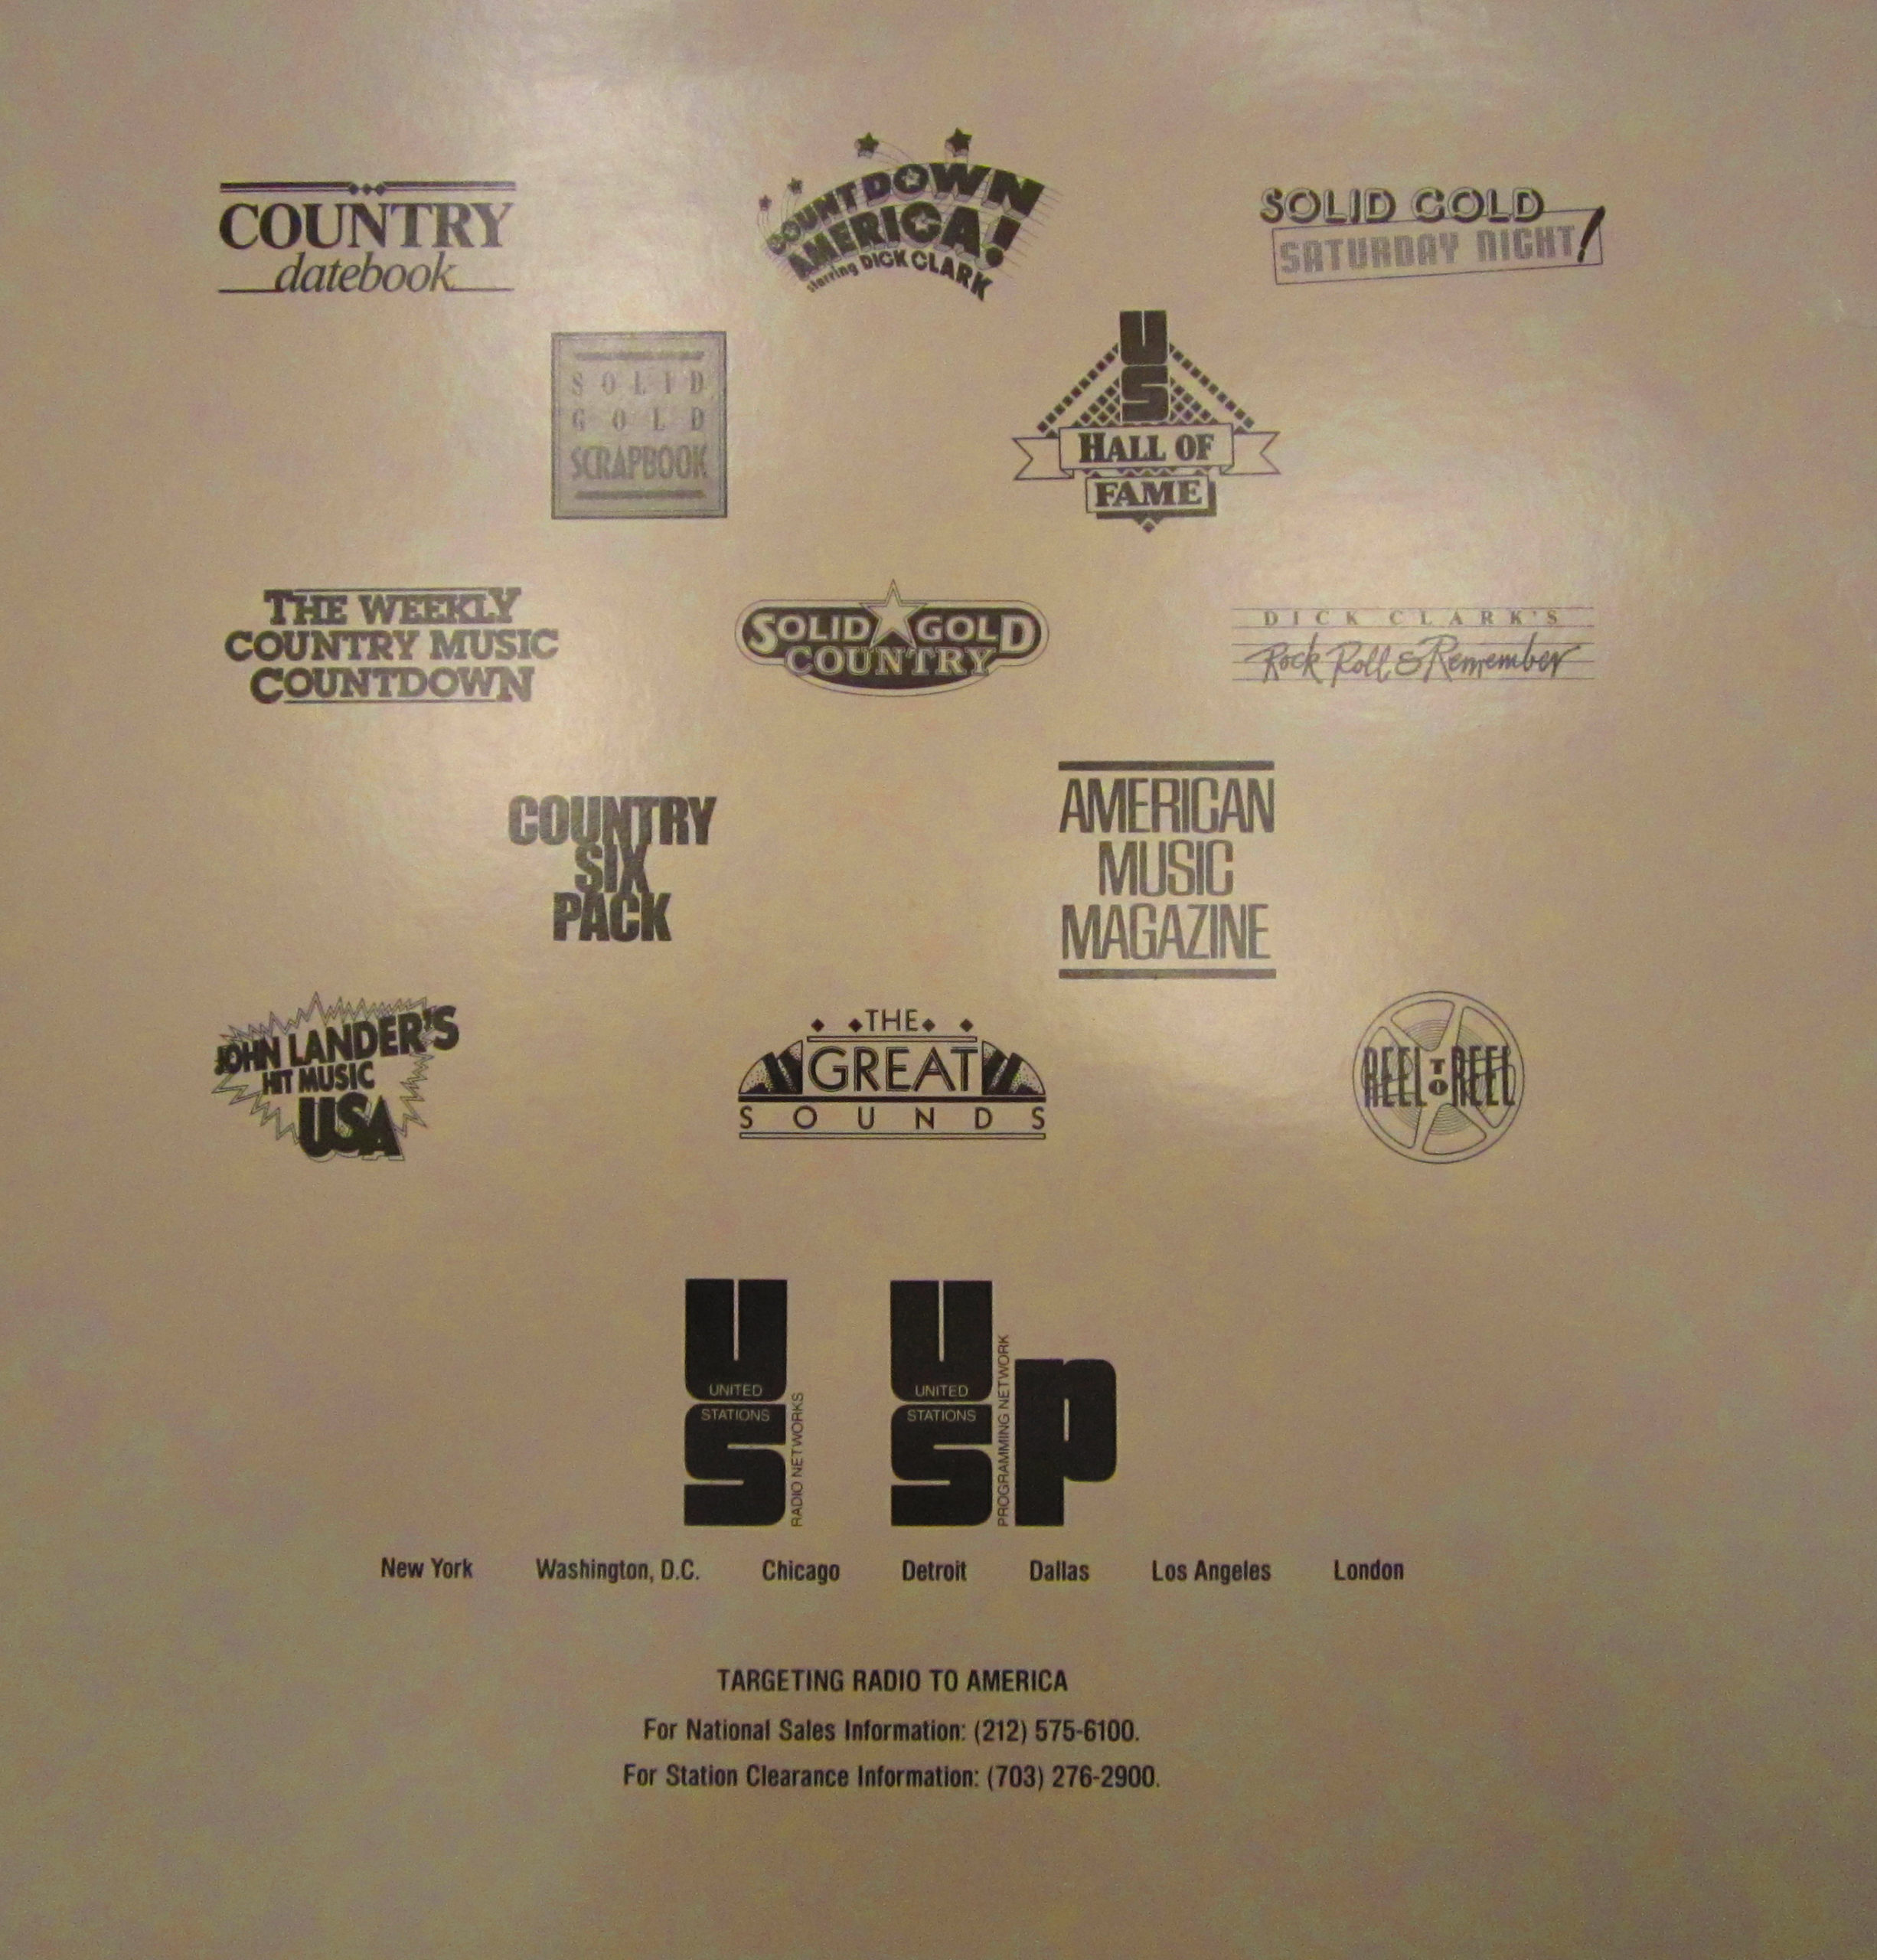 COUNTRY
datebook
COUNTDOWN
AMERICA!
starring DICK CLARK
SOLID GOLD
SATURDAY NIGHT!
SOLID
GOLD
SCRAPBOOK
U
S
HALL OF
FAME
THE WEEKLY
COUNTRY MUSIC
COUNTDOWN
SOLID GOLD
COUNTRY
DICK CLARK'S
Rock Roll & Remember
COUNTRY
SIX
PACK
AMERICAN
MUSIC
MAGAZINE
JOHN LANDER'S
HIT MUSIC
USA
THE
GREAT
SOUNDS
REEL TO REEL
U
UNITED
STATIONS
S
RADIO NETWORKS
U
UNITED
STATIONS
S
PROGRAMMING NETWORK
P
New York Washington, D.C. Chicago Detroit Dallas Los Angeles London
TARGETING RADIO TO AMERICA
For National Sales Information: (212) 575-6100.
For Station Clearance Information: (703) 276-2900.